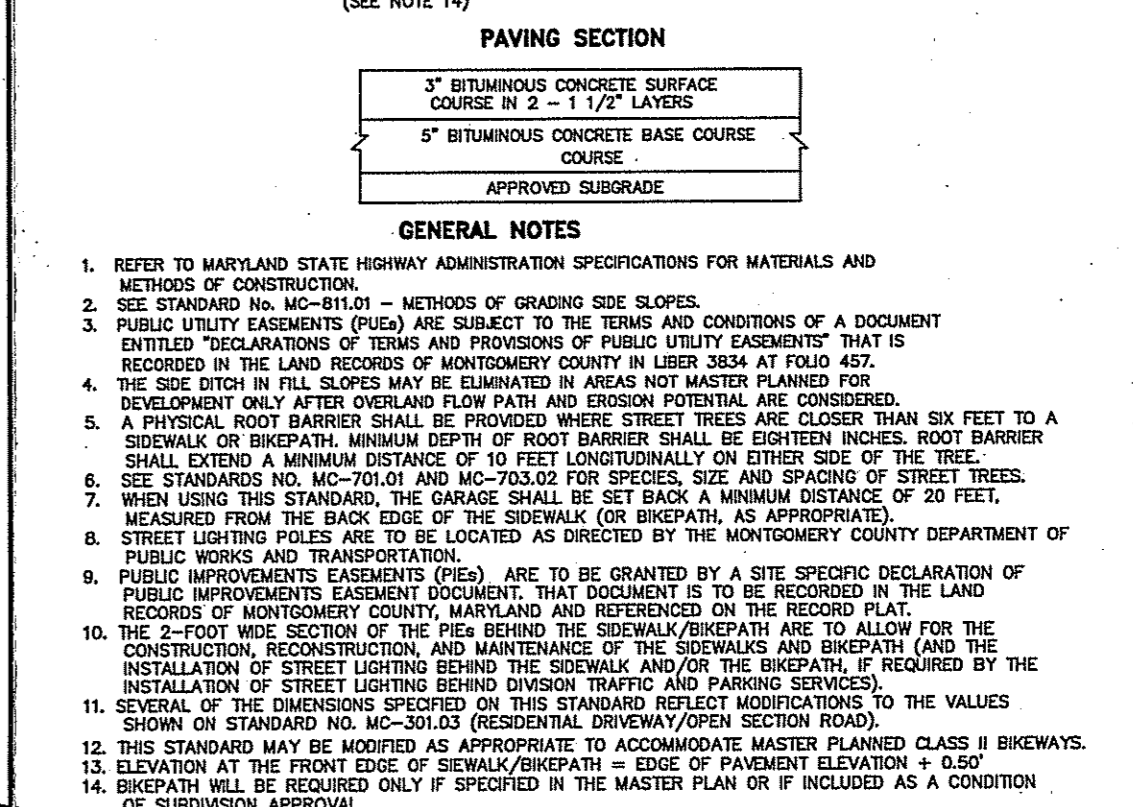 (SEE NOTE 14)
PAVING SECTION
3" BITUMINOUS CONCRETE SURFACE
COURSE IN 2 - 1 1/2" LAYERS
5" BITUMINOUS CONCRETE BASE COURSE
COURSE
APPROVED SUBGRADE
GENERAL NOTES
1. REFER TO MARYLAND STATE HIGHWAY ADMINISTRATION SPECIFICATIONS FOR MATERIALS AND
METHODS OF CONSTRUCTION.
2. SEE STANDARD No. MC-811.01 - METHODS OF GRADING SIDE SLOPES.
3. PUBLIC UTILITY EASEMENTS (PUEs) ARE SUBJECT TO THE TERMS AND CONDITIONS OF A DOCUMENT
ENTITLED "DECLARATIONS OF TERMS AND PROVISIONS OF PUBLIC UTILITY EASEMENTS" THAT IS
RECORDED IN THE LAND RECORDS OF MONTGOMERY COUNTY IN LIBER 3834 AT FOLIO 457.
4. THE SIDE DITCH IN FILL SLOPES MAY BE ELIMINATED IN AREAS NOT MASTER PLANNED FOR
DEVELOPMENT ONLY AFTER OVERLAND FLOW PATH AND EROSION POTENTIAL ARE CONSIDERED.
5. A PHYSICAL ROOT BARRIER SHALL BE PROVIDED WHERE STREET TREES ARE CLOSER THAN SIX FEET TO A
SIDEWALK OR BIKEPATH. MINIMUM DEPTH OF ROOT BARRIER SHALL BE EIGHTEEN INCHES. ROOT BARRIER
SHALL EXTEND A MINIMUM DISTANCE OF 10 FEET LONGITUDINALLY ON EITHER SIDE OF THE TREE.
6. SEE STANDARDS NO. MC-701.01 AND MC-703.02 FOR SPECIES, SIZE AND SPACING OF STREET TREES.
7. WHEN USING THIS STANDARD, THE GARAGE SHALL BE SET BACK A MINIMUM DISTANCE OF 20 FEET,
MEASURED FROM THE BACK EDGE OF THE SIDEWALK (OR BIKEPATH, AS APPROPRIATE).
8. STREET LIGHTING POLES ARE TO BE LOCATED AS DIRECTED BY THE MONTGOMERY COUNTY DEPARTMENT OF
PUBLIC WORKS AND TRANSPORTATION.
9. PUBLIC IMPROVEMENTS EASEMENTS (PIEs) ARE TO BE GRANTED BY A SITE SPECIFIC DECLARATION OF
PUBLIC IMPROVEMENTS EASEMENT DOCUMENT. THAT DOCUMENT IS TO BE RECORDED IN THE LAND
RECORDS OF MONTGOMERY COUNTY, MARYLAND AND REFERENCED ON THE RECORD PLAT.
10. THE 2-FOOT WIDE SECTION OF THE PIEs BEHIND THE SIDEWALK/BIKEPATH ARE TO ALLOW FOR THE
CONSTRUCTION, RECONSTRUCTION, AND MAINTENANCE OF THE SIDEWALKS AND BIKEPATH (AND THE
INSTALLATION OF STREET LIGHTING BEHIND THE SIDEWALK AND/OR THE BIKEPATH, IF REQUIRED BY THE
INSTALLATION OF STREET LIGHTING BEHIND DIVISION TRAFFIC AND PARKING SERVICES).
11. SEVERAL OF THE DIMENSIONS SPECIFIED ON THIS STANDARD REFLECT MODIFICATIONS TO THE VALUES
SHOWN ON STANDARD NO. MC-301.03 (RESIDENTIAL DRIVEWAY/OPEN SECTION ROAD).
12. THIS STANDARD MAY BE MODIFIED AS APPROPRIATE TO ACCOMMODATE MASTER PLANNED CLASS II BIKEWAYS.
13. ELEVATION AT THE FRONT EDGE OF SIEWALK/BIKEPATH = EDGE OF PAVEMENT ELEVATION + 0.50'
14. BIKEPATH WILL BE REQUIRED ONLY IF SPECIFIED IN THE MASTER PLAN OR IF INCLUDED AS A CONDITION
OF SUBDIVISION APPROVAL